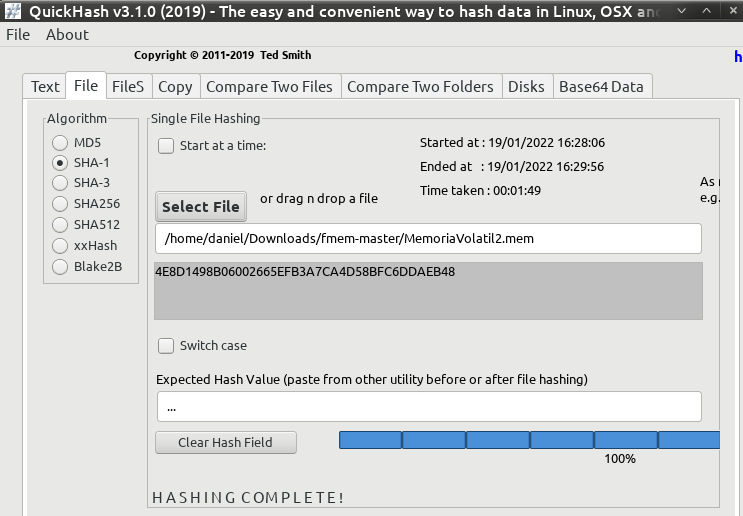 QuickHash v3.1.0 (2019) - The easy and convenient way to hash data in Linux, OSX and
File About
Copyright © 2011-2019 Ted Smith
h
Text File FileS Copy Compare Two Files Compare Two Folders Disks Base64 Data
Algorithm
MD5
SHA-1
SHA-3
SHA256
SHA512
xxHash
Blake2B
Single File Hashing
Start at a time:
Started at : 19/01/2022 16:28:06
Ended at : 19/01/2022 16:29:56
Time taken : 00:01:49
As
e.g.
Select File
or drag n drop a file
/home/daniel/Downloads/fmem-master/MemoriaVolatil2.mem
4E8D1498B06002665EFB3A7CA4D58BFC6DDAEB48
Switch case
Expected Hash Value (paste from other utility before or after file hashing)
...
Clear Hash Field
100%
HASHING COMPLETE!